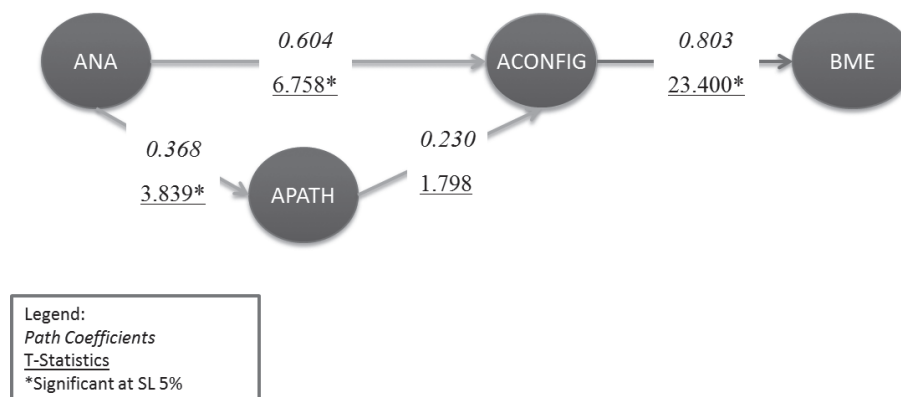 ANA
0.604
6.758*
ACONFIG
0.803
23.400*
BME
0.368
3.839*
APATH
0.230
1.798
Legend:
Path Coefficients
T-Statistics
*Significant at SL 5%